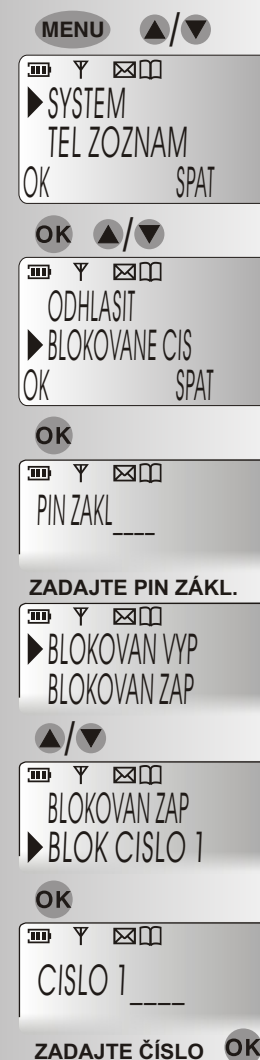 MENU /
SYSTEM
TEL ZOZNAM
OK SPAT
OK /
ODHLASIT
BLOKOVANE CIS
OK SPAT
OK
PIN ZAKL____
ZADAJTE PIN ZÁKL.
BLOKOVAN VYP
BLOKOVAN ZAP
/
BLOKOVAN ZAP
BLOK CISLO 1
OK
CISLO 1____
ZADAJTE ČÍSLO OK